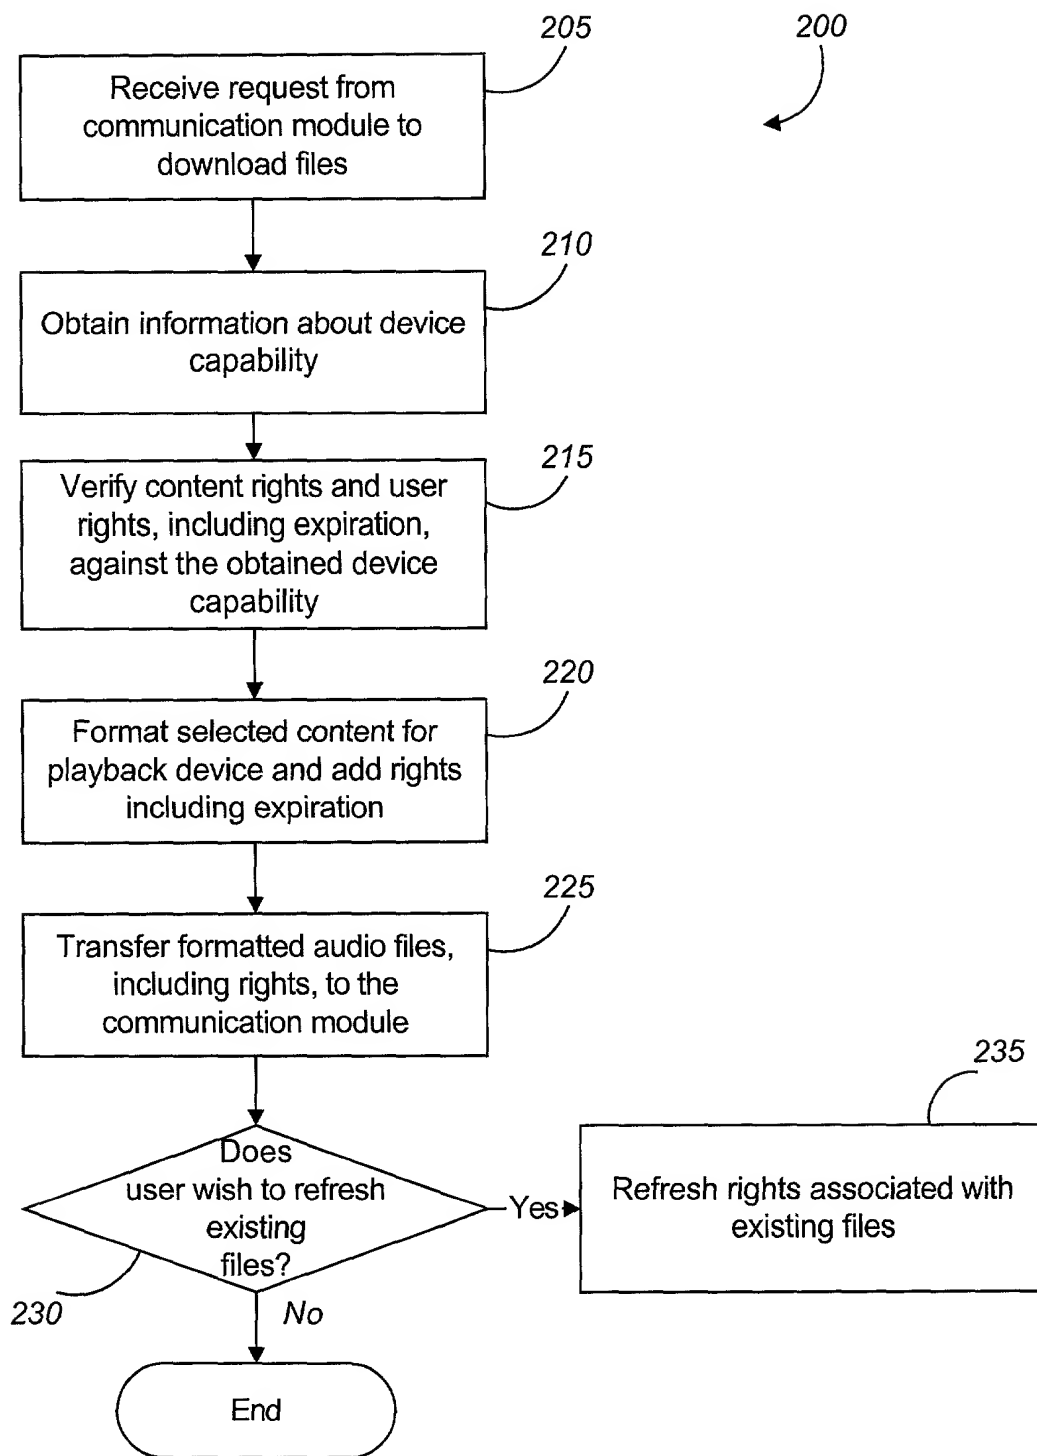 205
200
Receive request from
communication module to
download files
210
Obtain information about device
capability
215
Verify content rights and user
rights, including expiration,
against the obtained device
capability
220
Format selected content for
playback device and add rights
including expiration
225
Transfer formatted audio files,
including rights, to the
communication module
235
Does
user wish to refresh
existing
files?
Yes
Refresh rights associated with
existing files
230
No
End